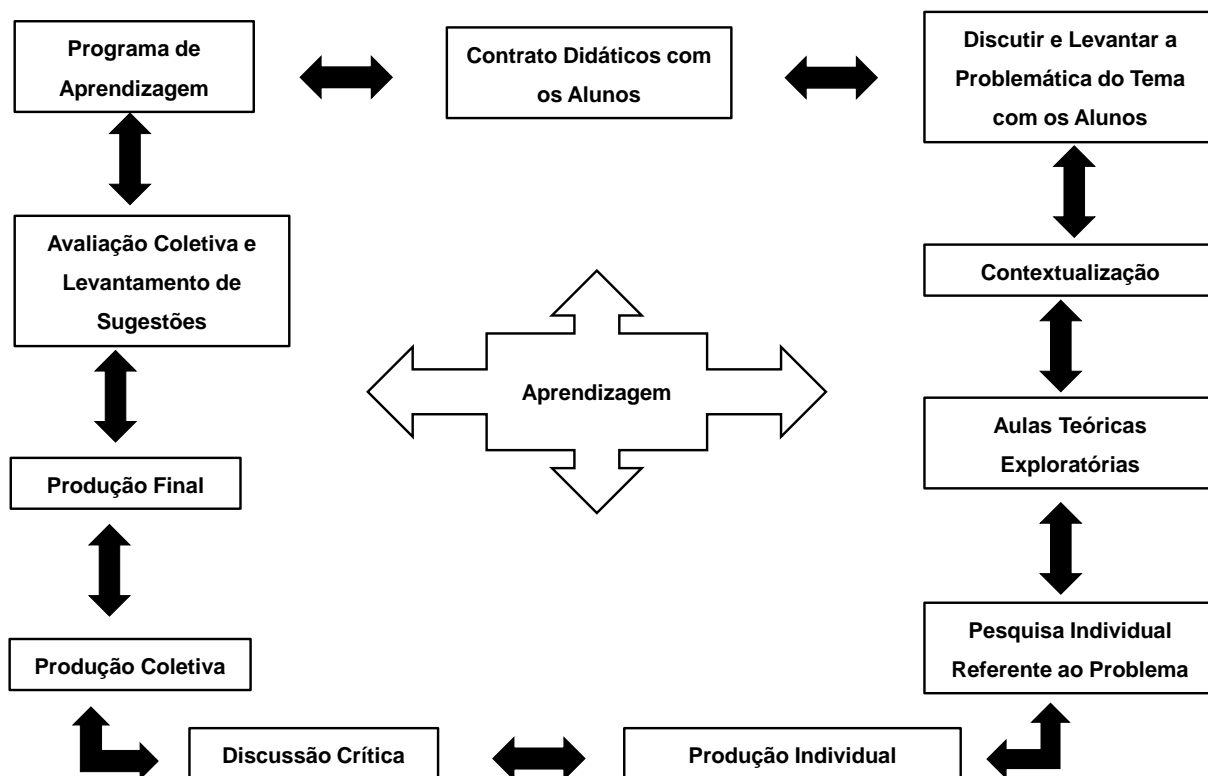 Programa de
Aprendizagem
Contrato Didáticos com
os Alunos
Discutir e Levantar a
Problemática do Tema
com os Alunos
Contextualização
Aulas Teóricas
Exploratórias
Pesquisa Individual
Referente ao Problema
Produção Individual
Discussão Crítica
Produção Coletiva
Produção Final
Avaliação Coletiva e
Levantamento de
Sugestões
Aprendizagem